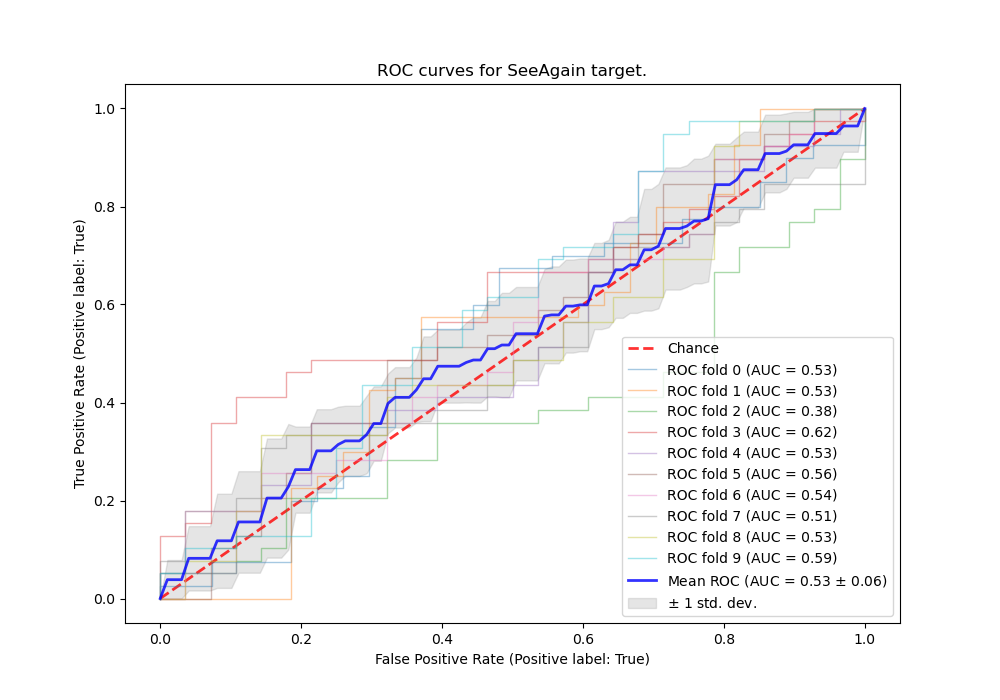 ROC curves for SeeAgain target.
True Positive Rate (Positive label: True)
1.0
0.8
0.6
0.4
0.2
0.0
Chance
ROC fold 0 (AUC = 0.53)
ROC fold 1 (AUC = 0.53)
ROC fold 2 (AUC = 0.38)
ROC fold 3 (AUC = 0.62)
ROC fold 4 (AUC = 0.53)
ROC fold 5 (AUC = 0.56)
ROC fold 6 (AUC = 0.54)
ROC fold 7 (AUC = 0.51)
ROC fold 8 (AUC = 0.53)
ROC fold 9 (AUC = 0.59)
Mean ROC (AUC = 0.53 ± 0.06)
± 1 std. dev.
0.0 0.2 0.4 0.6 0.8 1.0
False Positive Rate (Positive label: True)